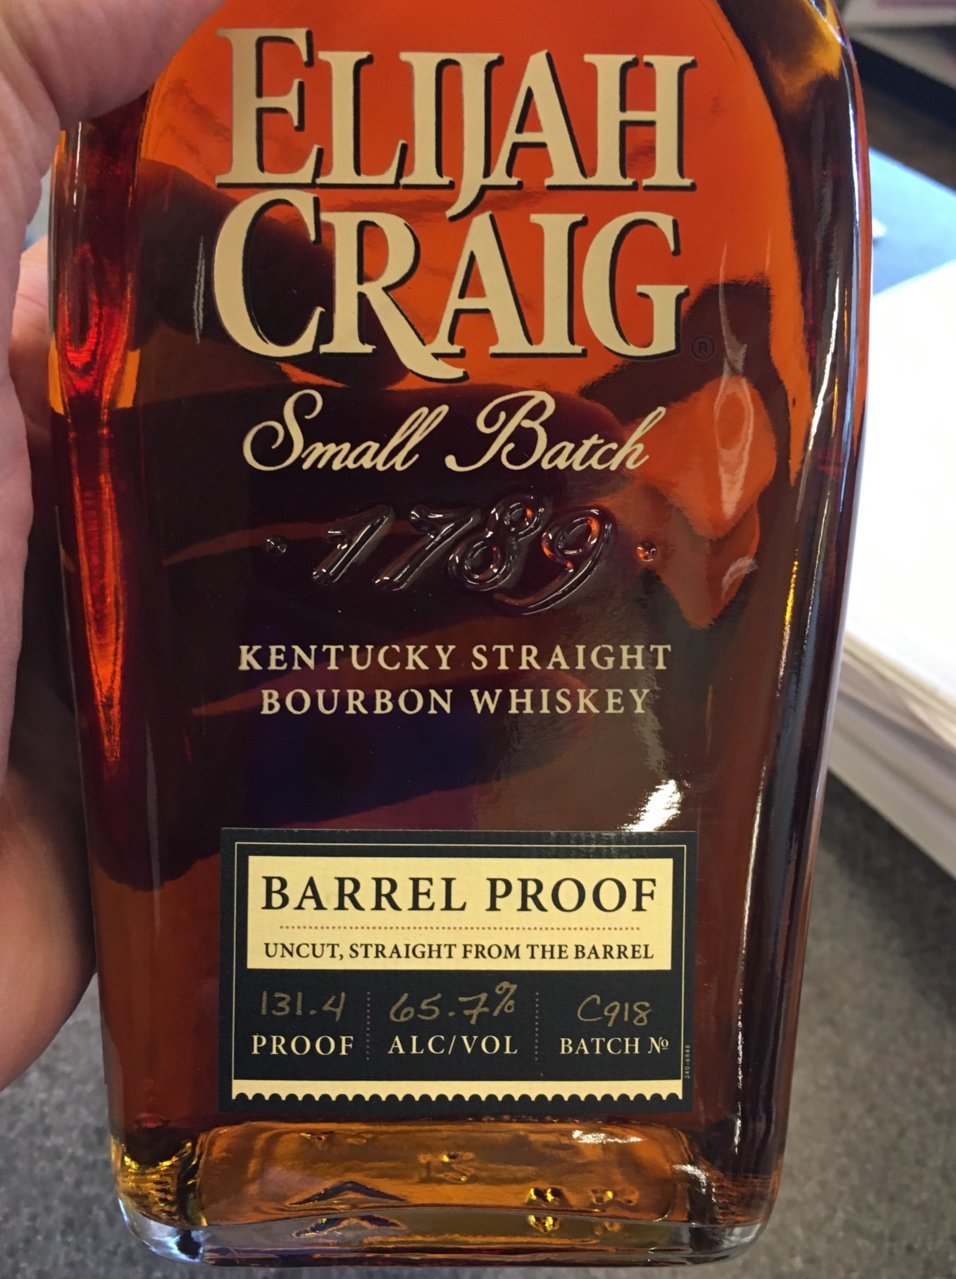 ELIJAH
CRAIG
®
Small Batch
· 1789 ·
KENTUCKY STRAIGHT
BOURBON WHISKEY
BARREL PROOF
UNCUT, STRAIGHT FROM THE BARREL
131.4 65.7% C918
PROOF ALC/VOL BATCH Nº